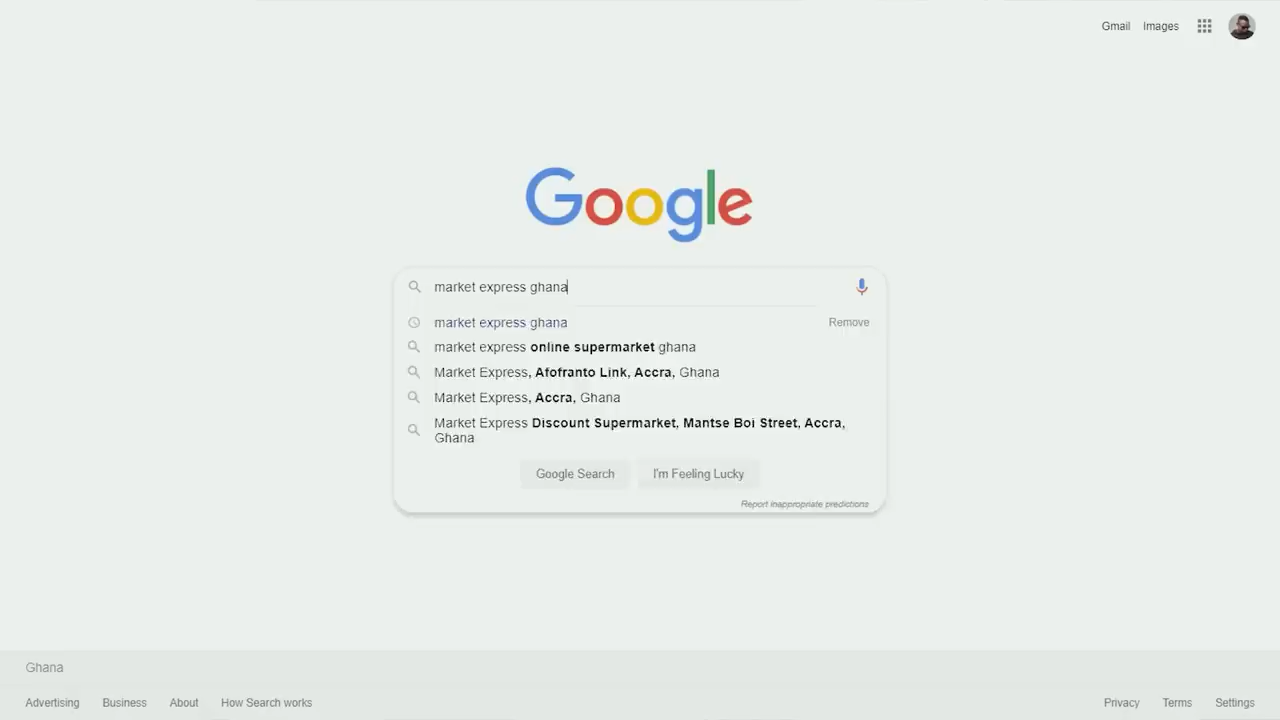 Gmail Images
Google
market express ghana
market express ghana Remove
market express online supermarket ghana
Market Express, Afofranto Link, Accra, Ghana
Market Express, Accra, Ghana
Market Express Discount Supermarket, Mantse Boi Street, Accra,
Ghana
Google Search I'm Feeling Lucky
Report inappropriate predictions
Ghana
Advertising Business About How Search works Privacy Terms Settings